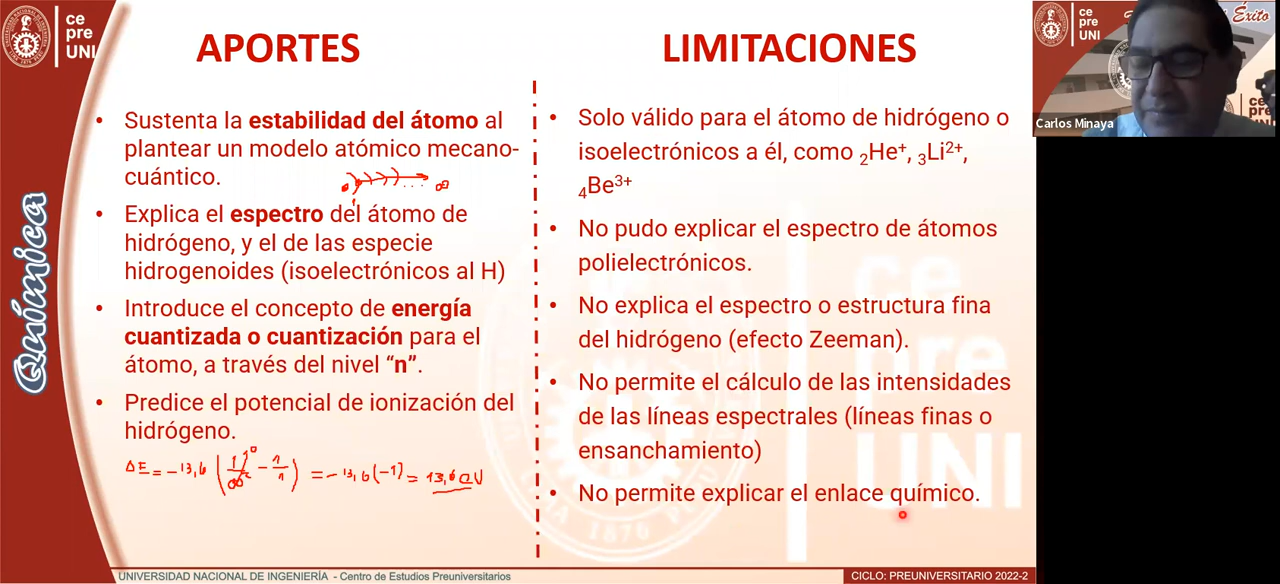 ce
pre
UNI
Química
APORTES
• Sustenta la estabilidad del átomo al
plantear un modelo atómico mecano-
cuántico.
• Explica el espectro del átomo de
hidrógeno, y el de las especie
hidrogenoides (isoelectrónicos al H)
• Introduce el concepto de energía
cuantizada o cuantización para el
átomo, a través del nivel “n”.
• Predice el potencial de ionización del
hidrógeno.
ΔE = -13,6 (1/∞² - 1/1) = -13,6 (-1) = 13,6 eV
LIMITACIONES
• Solo válido para el átomo de hidrógeno o
isoelectrónicos a él, como ₂He⁺, ₃Li²⁺,
₄Be³⁺
• No pudo explicar el espectro de átomos
polielectrónicos.
• No explica el espectro o estructura fina
del hidrógeno (efecto Zeeman).
• No permite el cálculo de las intensidades
de las líneas espectrales (líneas finas o
ensanchamiento)
• No permite explicar el enlace químico.
ce
pre
UNI
1876
UNIVERSIDAD NACIONAL DE INGENIERÍA - Centro de Estudios Preuniversitarios
CICLO: PREUNIVERSITARIO 2022-2
ce
pre
UNI
Éxito
Carlos Minaya